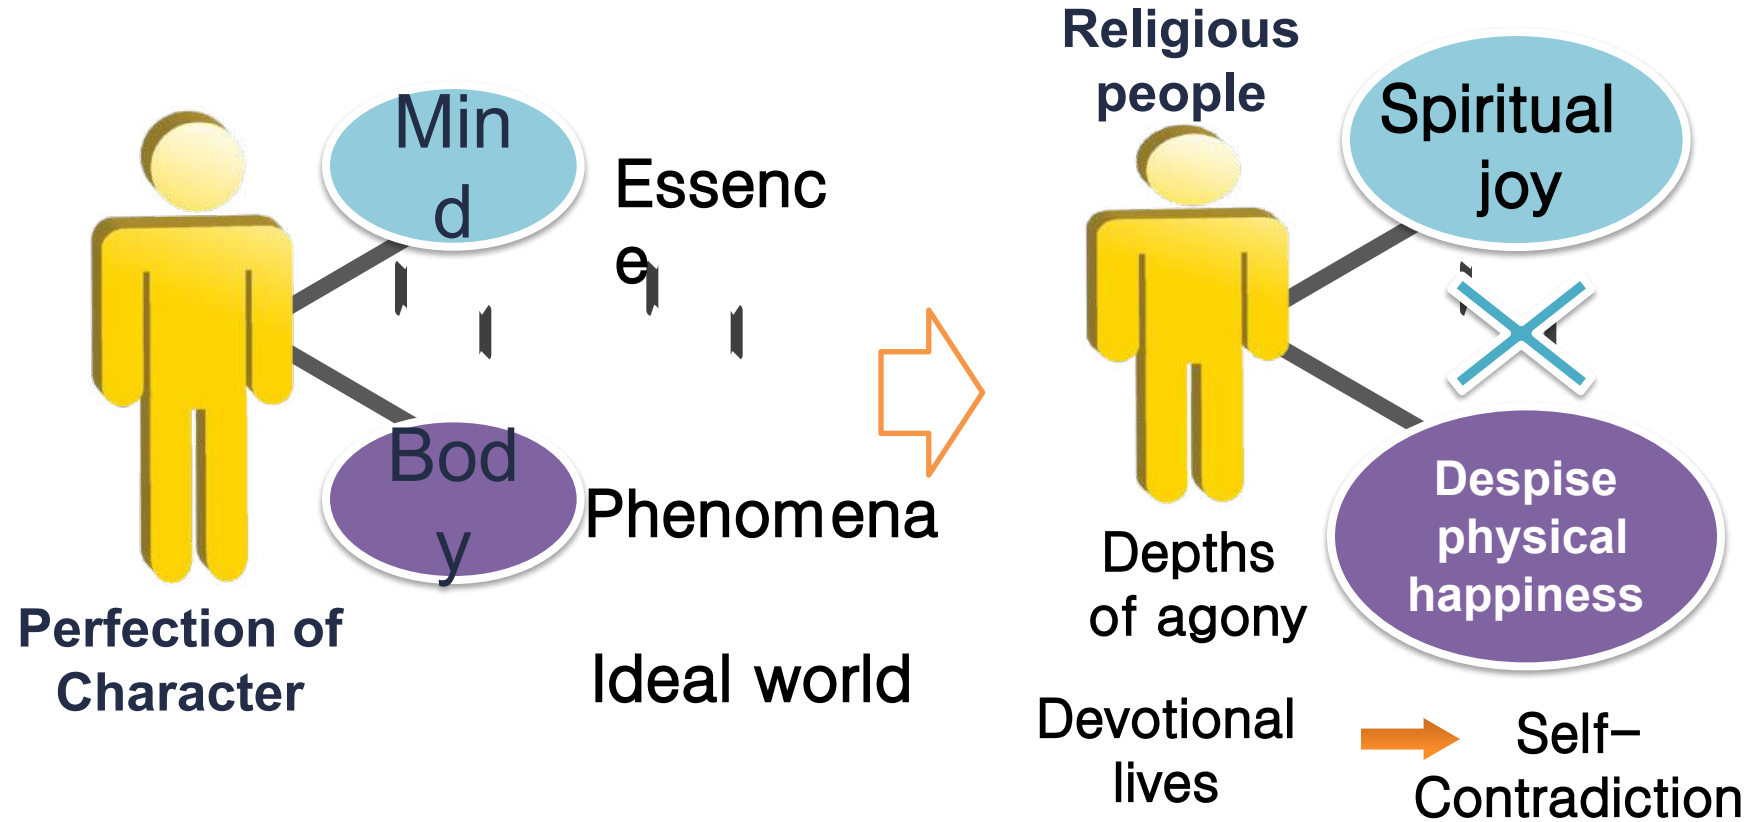 Min
d
Essenc
e
Bod
y
Phenomena
Perfection of
Character
Ideal world
Religious
people
Spiritual
joy
Despise
physical
happiness
Depths
of agony
Devotional
lives
Self-
Contradiction